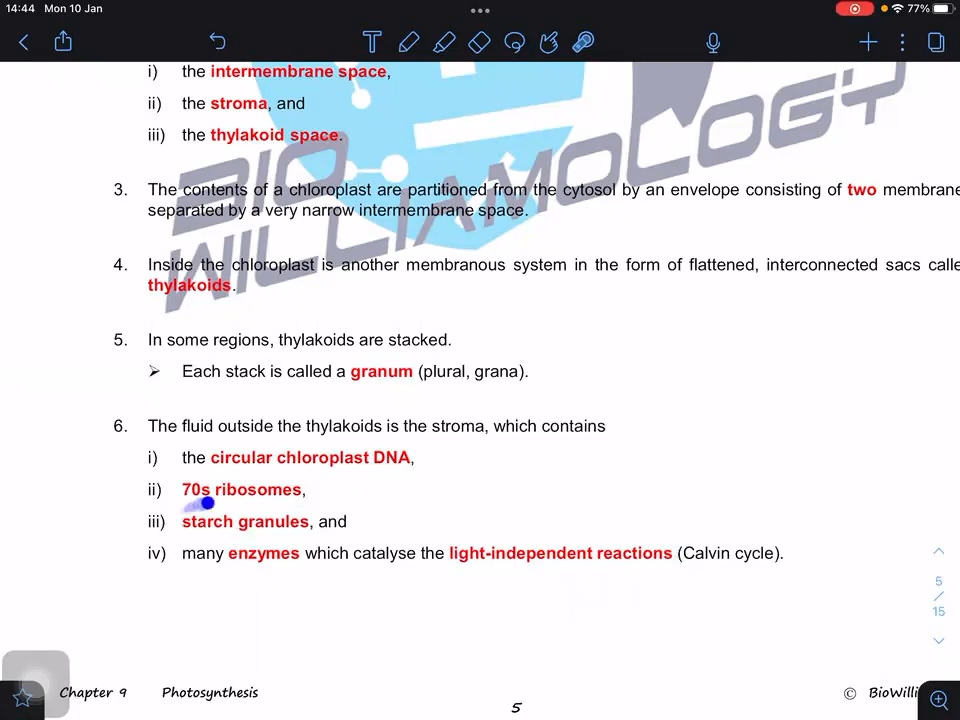 14:44 Mon 10 Jan
77%
i) the intermembrane space,
ii) the stroma, and
iii) the thylakoid space.
BIO
WILLIAMOLOGY
3. The contents of a chloroplast are partitioned from the cytosol by an envelope consisting of two membrane
separated by a very narrow intermembrane space.
4. Inside the chloroplast is another membranous system in the form of flattened, interconnected sacs calle
thylakoids.
5. In some regions, thylakoids are stacked.
➢ Each stack is called a granum (plural, grana).
6. The fluid outside the thylakoids is the stroma, which contains
i) the circular chloroplast DNA,
ii) 70s ribosomes,
iii) starch granules, and
iv) many enzymes which catalyse the light-independent reactions (Calvin cycle).
5
/
15
Chapter 9 Photosynthesis © BioWilli
5